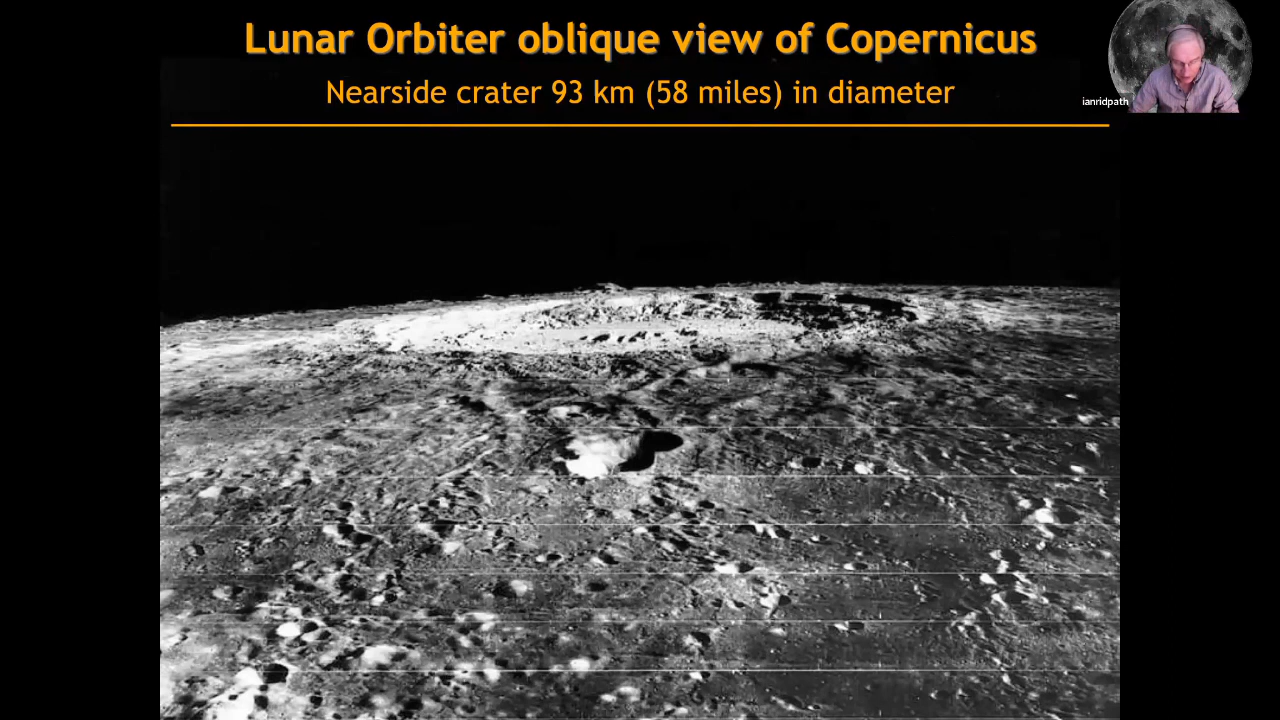 Lunar Orbiter oblique view of Copernicus
Nearside crater 93 km (58 miles) in diameter
ianridpath